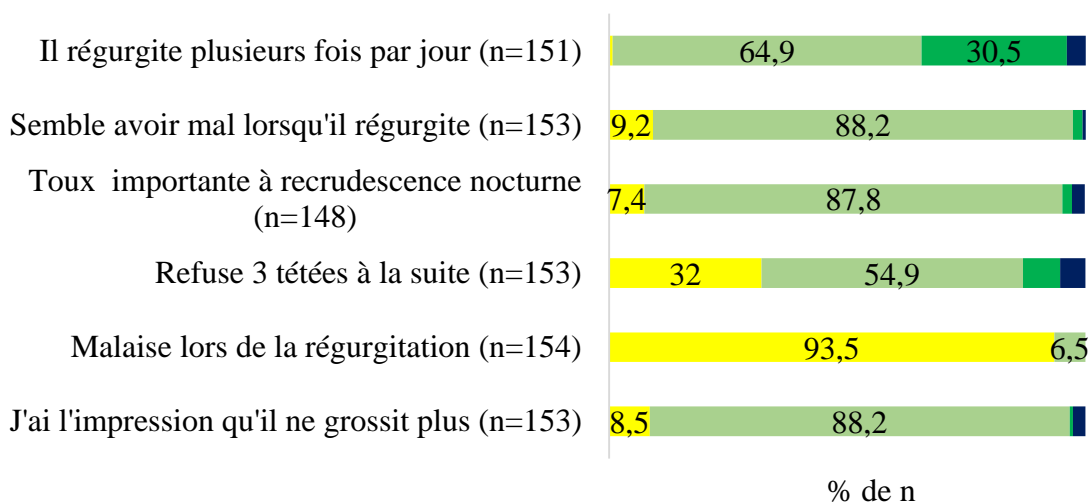 Il régurgite plusieurs fois par jour (n=151)
64,9
30,5
Semble avoir mal lorsqu'il régurgite (n=153)
9,2
88,2
Toux importante à recrudescence nocturne
(n=148)
7,4
87,8
Refuse 3 tétées à la suite (n=153)
32
54,9
Malaise lors de la régurgitation (n=154)
93,5
6,5
J'ai l'impression qu'il ne grossit plus (n=153)
8,5
88,2
% de n